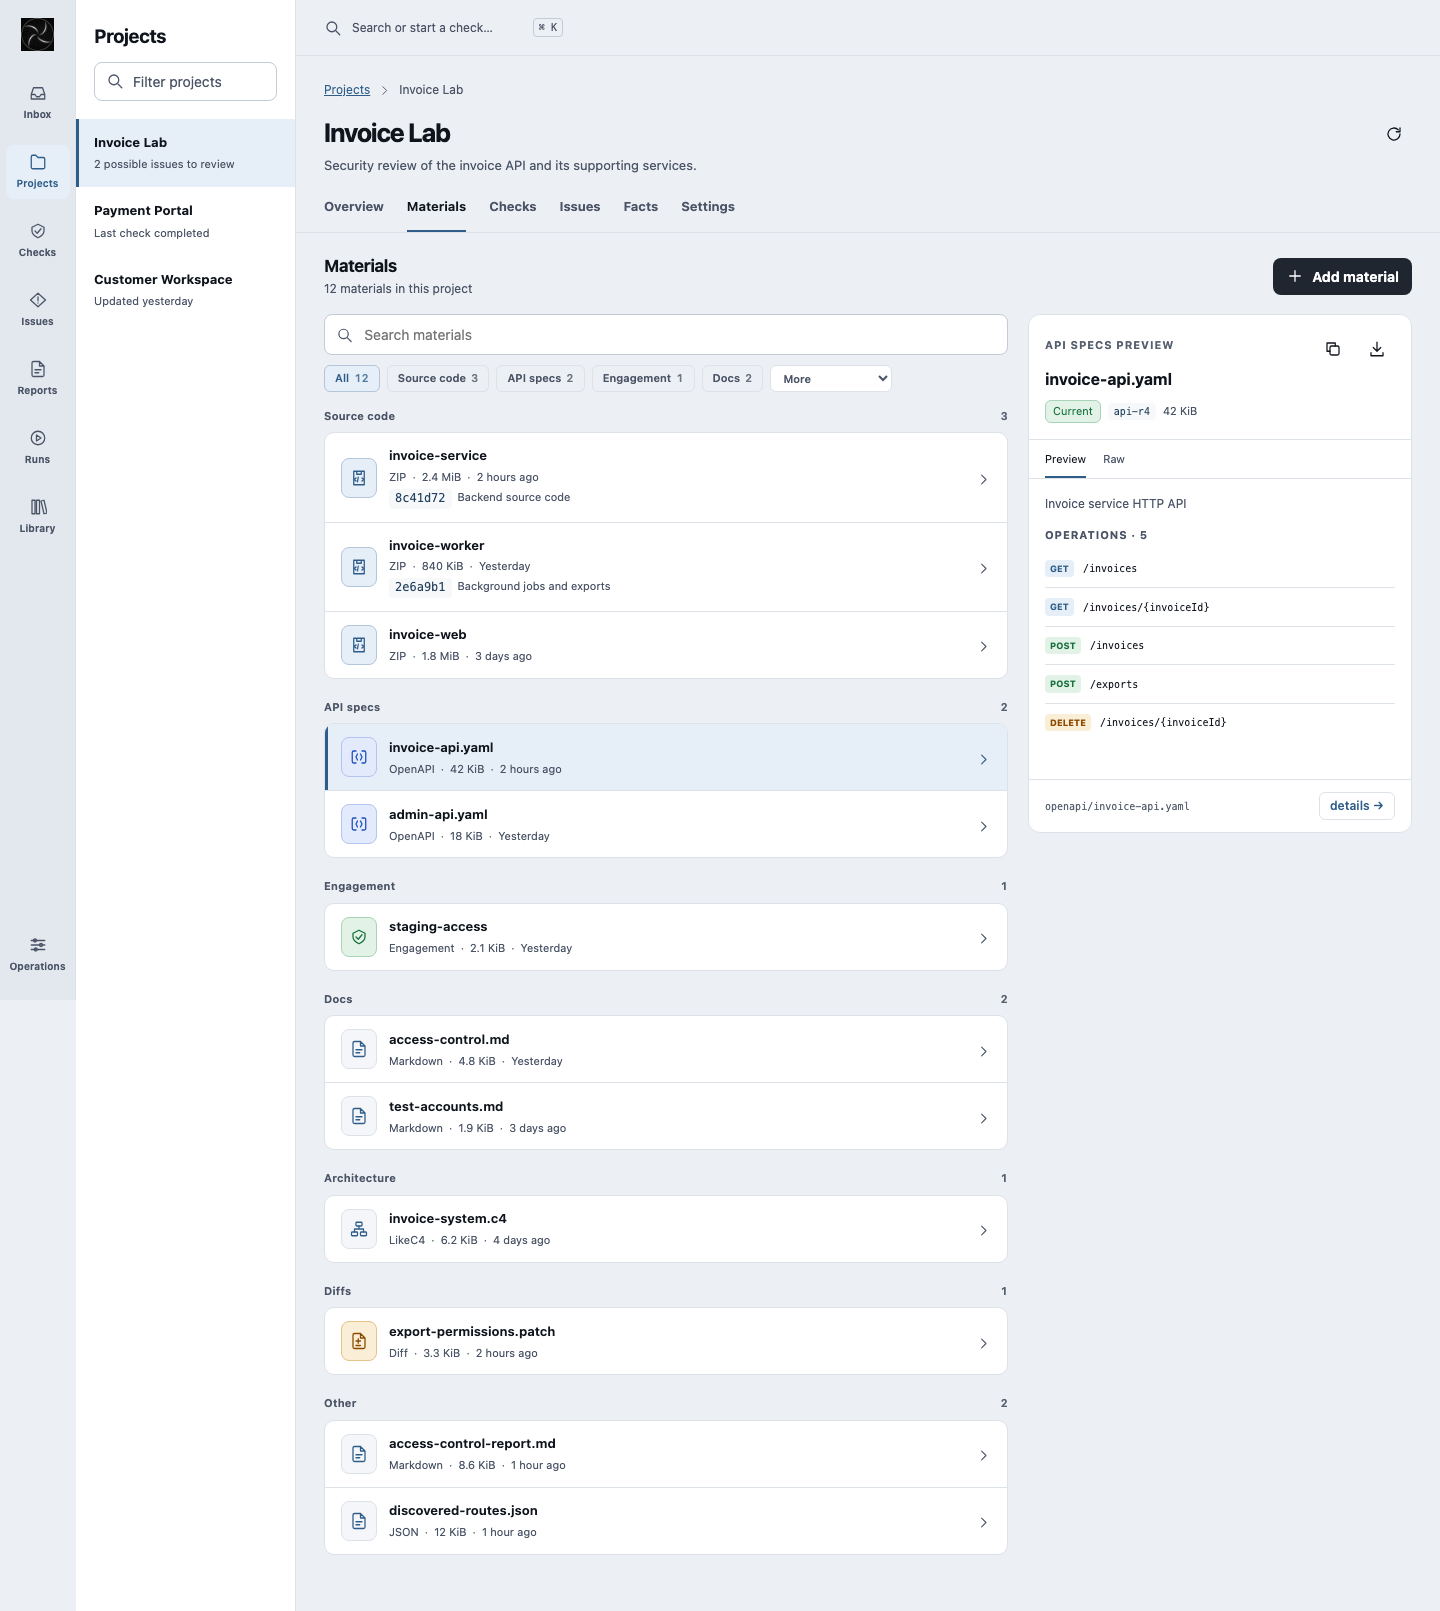 Inbox
Projects
Checks
Issues
Reports
Runs
Library
Operations
Projects
Filter projects
Invoice Lab
2 possible issues to review
Payment Portal
Last check completed
Customer Workspace
Updated yesterday
Search or start a check... ⌘ K
Projects > Invoice Lab
Invoice Lab
Security review of the invoice API and its supporting services.
Overview Materials Checks Issues Facts Settings
Materials
12 materials in this project
+ Add material
Search materials
All 12 Source code 3 API specs 2 Engagement 1 Docs 2 More
Source code 3
invoice-service
ZIP · 2.4 MiB · 2 hours ago
8c41d72 Backend source code
invoice-worker
ZIP · 840 KiB · Yesterday
2e6a9b1 Background jobs and exports
invoice-web
ZIP · 1.8 MiB · 3 days ago
API specs 2
invoice-api.yaml
OpenAPI · 42 KiB · 2 hours ago
admin-api.yaml
OpenAPI · 18 KiB · Yesterday
Engagement 1
staging-access
Engagement · 2.1 KiB · Yesterday
Docs 2
access-control.md
Markdown · 4.8 KiB · Yesterday
test-accounts.md
Markdown · 1.9 KiB · 3 days ago
Architecture 1
invoice-system.c4
LikeC4 · 6.2 KiB · 4 days ago
Diffs 1
export-permissions.patch
Diff · 3.3 KiB · 2 hours ago
Other 2
access-control-report.md
Markdown · 8.6 KiB · 1 hour ago
discovered-routes.json
JSON · 12 KiB · 1 hour ago
API SPECS PREVIEW
invoice-api.yaml
Current api-r4 42 KiB
Preview Raw
Invoice service HTTP API
OPERATIONS · 5
GET /invoices
GET /invoices/{invoiceId}
POST /invoices
POST /exports
DELETE /invoices/{invoiceId}
openapi/invoice-api.yaml details →